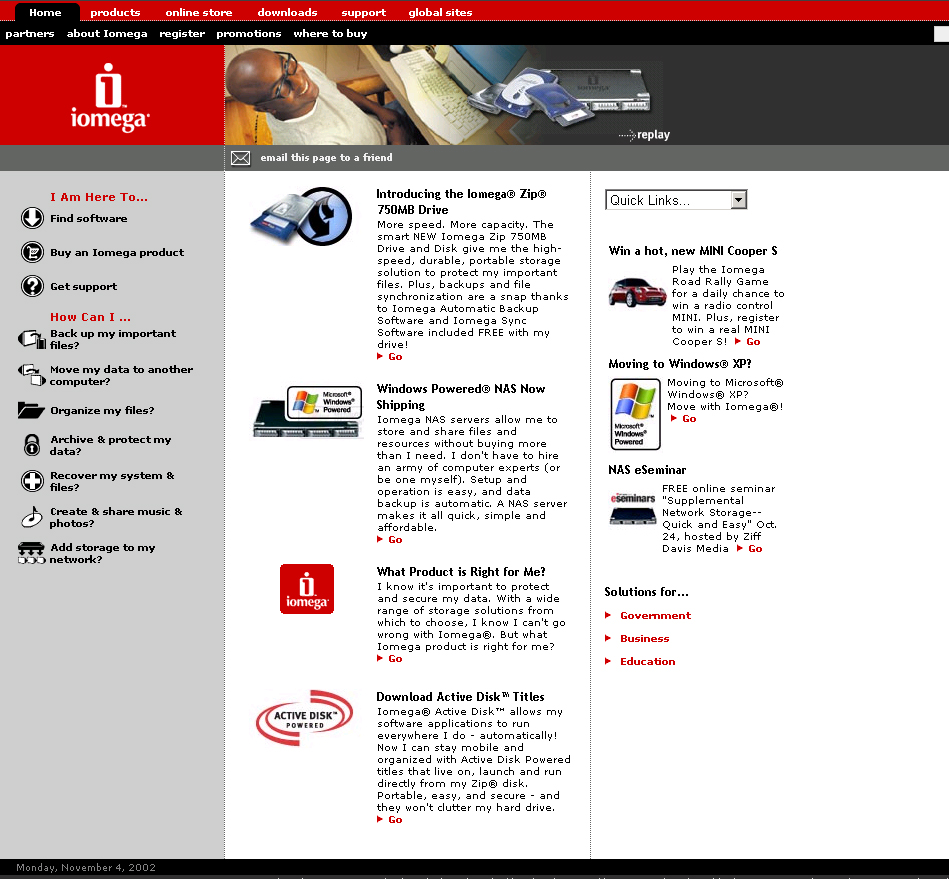 Home products online store downloads support global sites
partners about Iomega register promotions where to buy
iomega
replay
email this page to a friend
I Am Here To...
Find software
Buy an Iomega product
Get support
How Can I ...
Back up my important
files?
Move my data to another
computer?
Organize my files?
Archive & protect my
data?
Recover my system &
files?
Create & share music &
photos?
Add storage to my
network?
Introducing the Iomega® Zip®
750MB Drive
More speed. More capacity. The
smart NEW Iomega Zip 750MB
Drive and Disk give me the high-
speed, durable, portable storage
solution to protect my important
files. Plus, backups and file
synchronization are a snap thanks
to Iomega Automatic Backup
Software and Iomega Sync
Software included FREE with my
drive!
Go
Microsoft®
Windows®
Powered
Windows Powered® NAS Now
Shipping
Iomega NAS servers allow me to
store and share files and
resources without buying more
than I need. I don't have to hire
an army of computer experts (or
be one myself). Setup and
operation is easy, and data
backup is automatic. A NAS server
makes it all quick, simple and
affordable.
Go
iomega
What Product is Right for Me?
I know it's important to protect
and secure my data. With a wide
range of storage solutions from
which to choose, I know I can't go
wrong with Iomega®. But what
Iomega product is right for me?
Go
ACTIVE DISK™
POWERED
Download Active Disk™ Titles
Iomega® Active Disk™ allows my
software applications to run
everywhere I do - automatically!
Now I can stay mobile and
organized with Active Disk Powered
titles that live on, launch and run
directly from my Zip® disk.
Portable, easy, and secure - and
they won't clutter my hard drive.
Go
Quick Links...
Win a hot, new MINI Cooper S
Play the Iomega
Road Rally Game
for a daily chance to
win a radio control
MINI. Plus, register
to win a real MINI
Cooper S! Go
Moving to Windows® XP?
Microsoft®
Windows®
Powered
Moving to Microsoft®
Windows® XP?
Move with Iomega®!
Go
NAS eSeminar
eSEMINARS
FREE online seminar
"Supplemental
Network Storage--
Quick and Easy" Oct.
24, hosted by Ziff
Davis Media Go
Solutions for...
Government
Business
Education
Monday, November 4, 2002